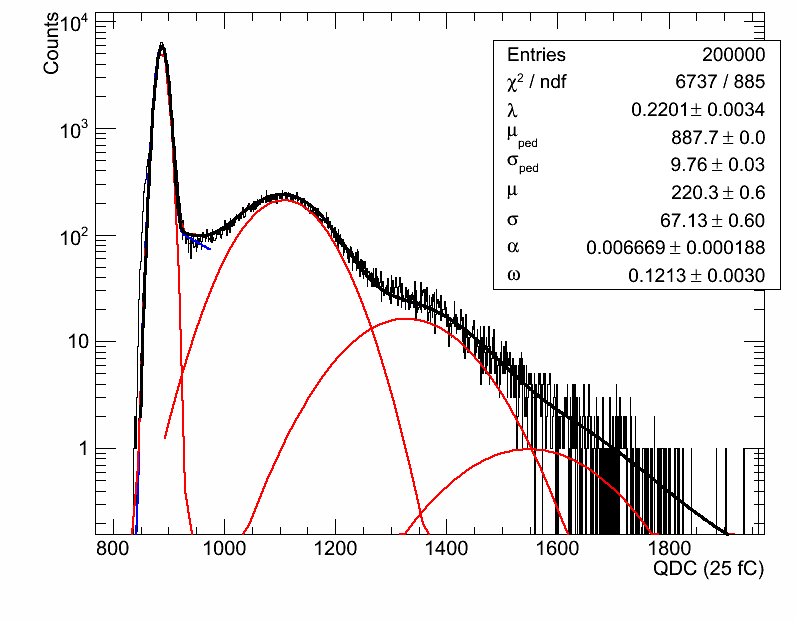 Counts
10⁴
10³
10²
10
1
Entries 200000
χ² / ndf 6737 / 885
λ 0.2201 ± 0.0034
μ_ped 887.7 ± 0.0
σ_ped 9.76 ± 0.03
μ 220.3 ± 0.6
σ 67.13 ± 0.60
α 0.006669 ± 0.000188
ω 0.1213 ± 0.0030
800 1000 1200 1400 1600 1800
QDC (25 fC)